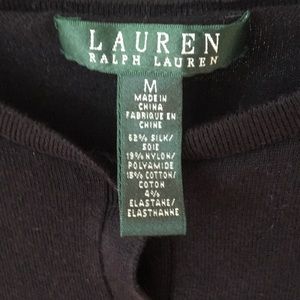 LAUREN
RALPH LAUREN
M
MADE IN
CHINA
FABRIQUE EN
CHINE
62% SILK/
SOIE
19% NYLON/
POLYAMIDE
15% COTTON/
COTON
4%
ELASTANE/
ELASTHANNE